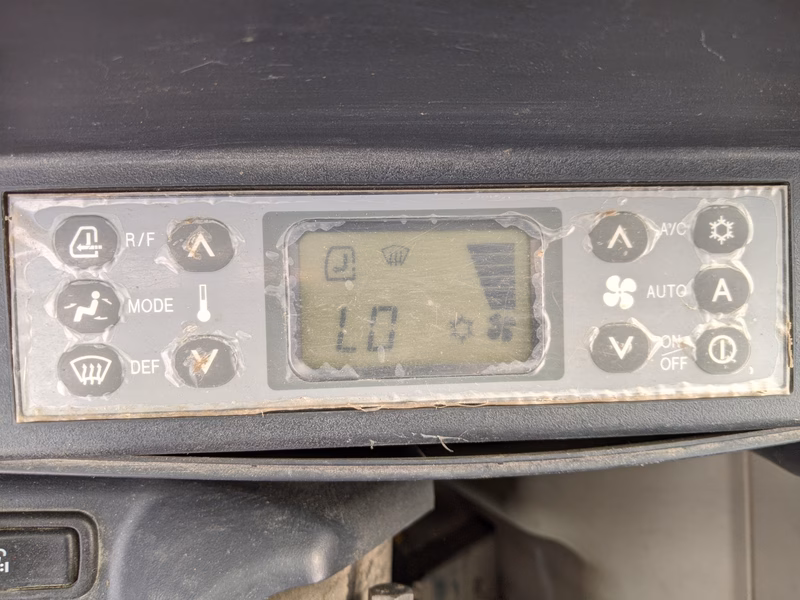 R/F
A/C
MODE
AUTO
A
LO
DEF
ON/OFF